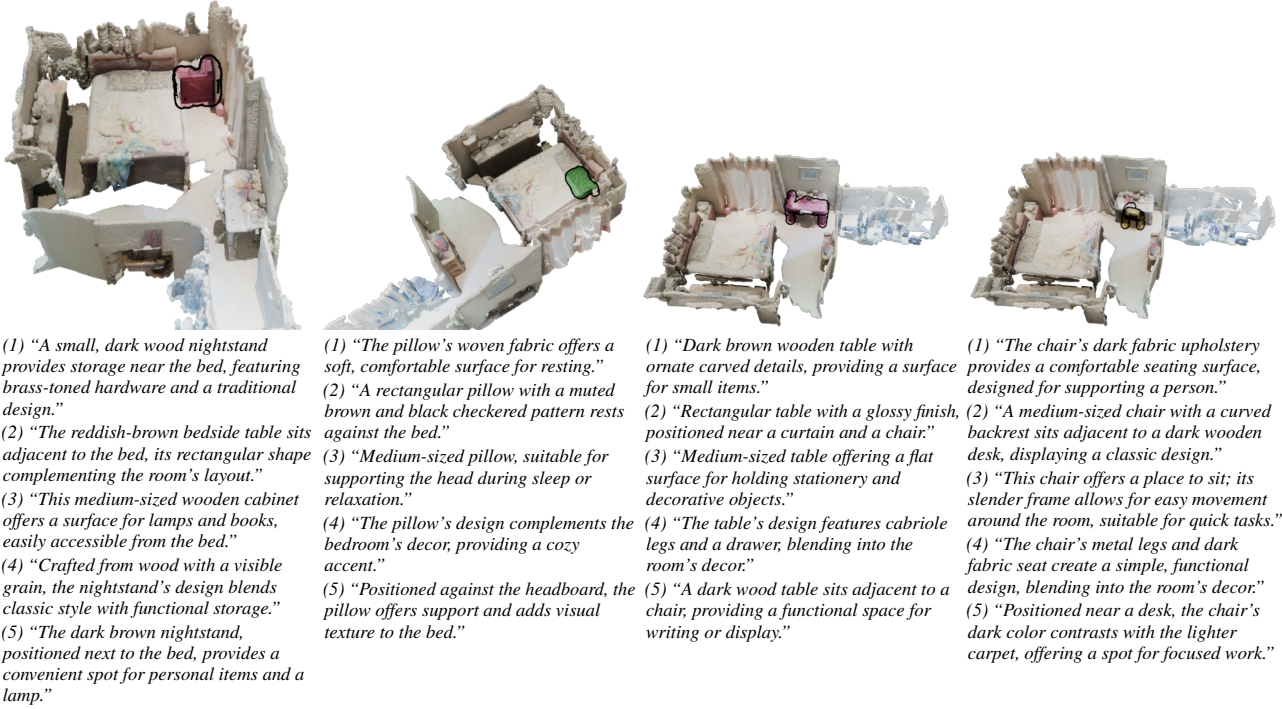 (1) “A small, dark wood nightstand
provides storage near the bed, featuring
brass-toned hardware and a traditional
design.”
(2) “The reddish-brown bedside table sits
adjacent to the bed, its rectangular shape
complementing the room’s layout.”
(3) “This medium-sized wooden cabinet
offers a surface for lamps and books,
easily accessible from the bed.”
(4) “Crafted from wood with a visible
grain, the nightstand’s design blends
classic style with functional storage.”
(5) “The dark brown nightstand,
positioned next to the bed, provides a
convenient spot for personal items and a
lamp.”
(1) “The pillow’s woven fabric offers a
soft, comfortable surface for resting.”
(2) “A rectangular pillow with a muted
brown and black checkered pattern rests
against the bed.”
(3) “Medium-sized pillow, suitable for
supporting the head during sleep or
relaxation.”
(4) “The pillow’s design complements the
bedroom’s decor, providing a cozy
accent.”
(5) “Positioned against the headboard, the
pillow offers support and adds visual
texture to the bed.”
(1) “Dark brown wooden table with
ornate carved details, providing a surface
for small items.”
(2) “Rectangular table with a glossy finish,
positioned near a curtain and a chair.”
(3) “Medium-sized table offering a flat
surface for holding stationery and
decorative objects.”
(4) “The table’s design features cabriole
legs and a drawer, blending into the
room’s decor.”
(5) “A dark wood table sits adjacent to a
chair, providing a functional space for
writing or display.”
(1) “The chair’s dark fabric upholstery
provides a comfortable seating surface,
designed for supporting a person.”
(2) “A medium-sized chair with a curved
backrest sits adjacent to a dark wooden
desk, displaying a classic design.”
(3) “This chair offers a place to sit; its
slender frame allows for easy movement
around the room, suitable for quick tasks.”
(4) “The chair’s metal legs and dark
fabric seat create a simple, functional
design, blending into the room’s decor.”
(5) “Positioned near a desk, the chair’s
dark color contrasts with the lighter
carpet, offering a spot for focused work.”